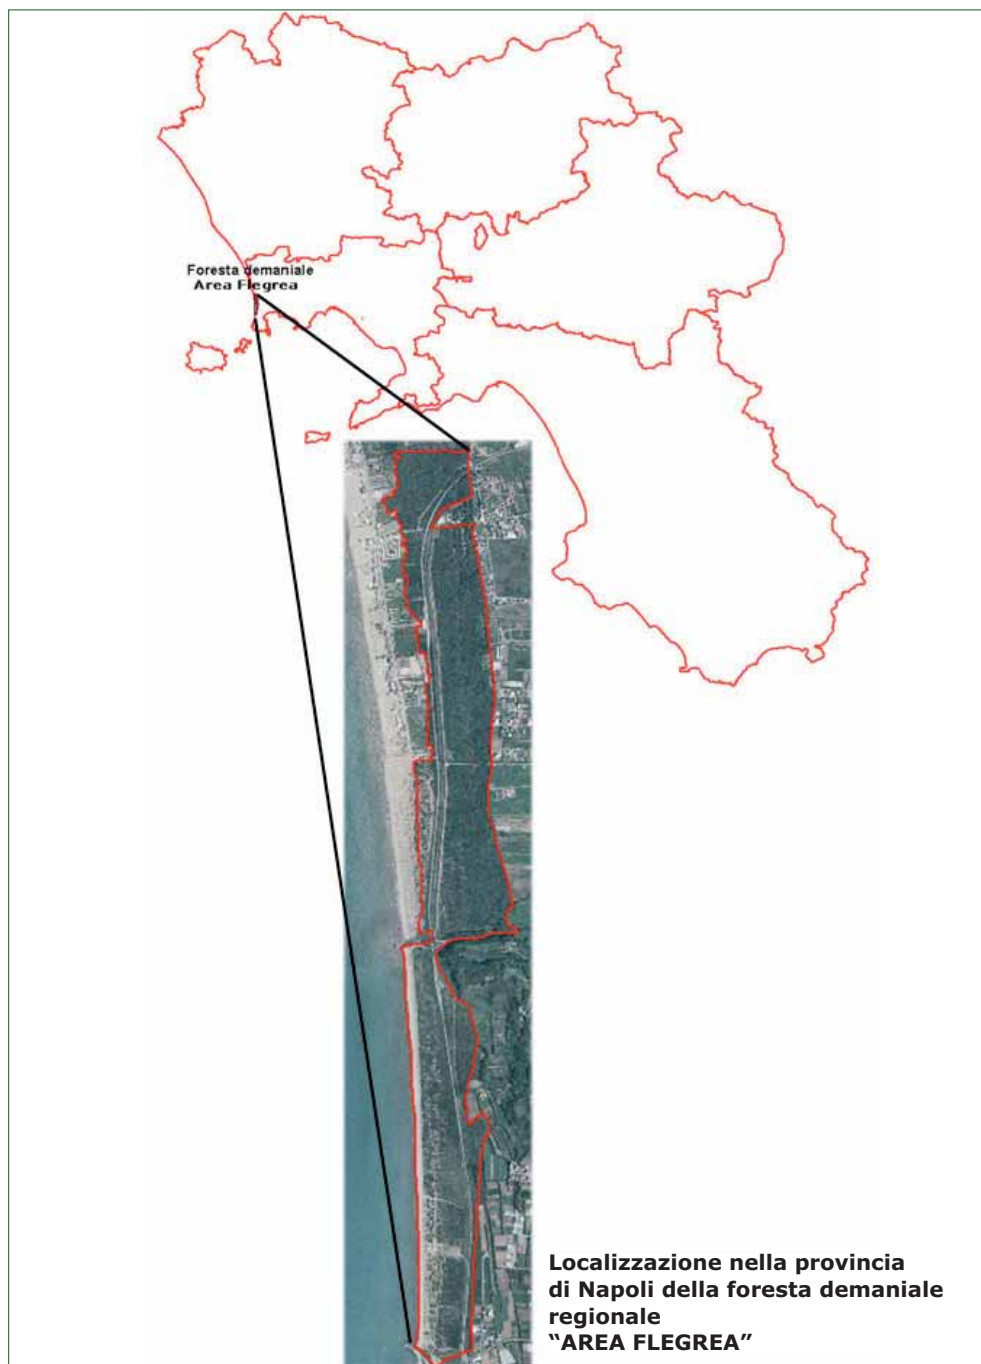 Foresta demaniale
Area Flegrea
Localizzazione nella provincia
di Napoli della foresta demaniale
regionale
“AREA FLEGREA”